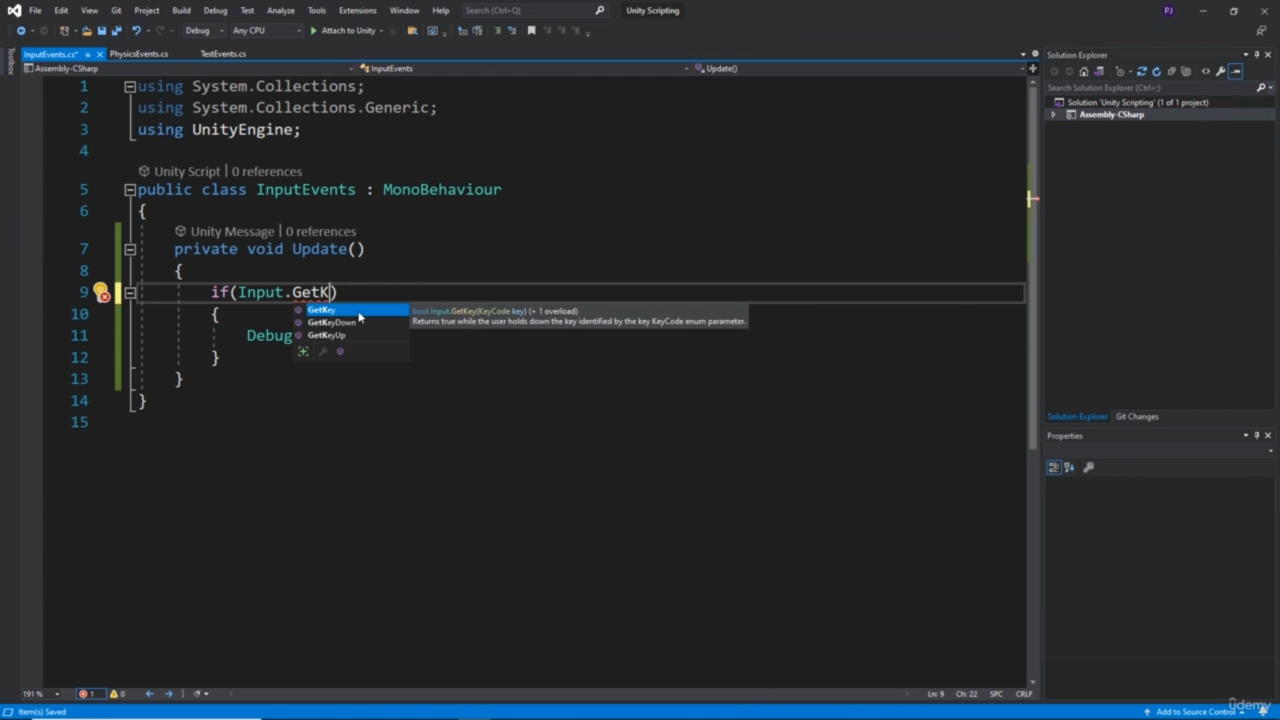 File Edit View Git Project Build Debug Test Analyze Tools Extensions Window Help Search (Ctrl+Q) Unity Scripting PJ
Debug Any CPU Attach to Unity
Toolbox
InputEvents.cs* PhysicsEvents.cs TestEvents.cs
Assembly-CSharp InputEvents Update()
1 using System.Collections;
2 using System.Collections.Generic;
3 using UnityEngine;
4
Unity Script | 0 references
5 public class InputEvents : MonoBehaviour
6 {
Unity Message | 0 references
7 private void Update()
8 {
9 if(Input.GetK)
GetKey
bool Input.GetKey(KeyCode key) (+ 1 overload)
Returns true while the user holds down the key identified by the key KeyCode enum parameter.
10 {
GetKeyDown
11 Debug
GetKeyUp
12 }
13 }
14 }
15
191 % 1 0 Ln: 9 Ch: 22 SPC CRLF
Item(s) Saved
Solution Explorer
Search Solution Explorer (Ctrl+;)
Solution 'Unity Scripting' (1 of 1 project)
Assembly-CSharp
Solution Explorer Git Changes
Properties
Add to Source Control
ûdemy